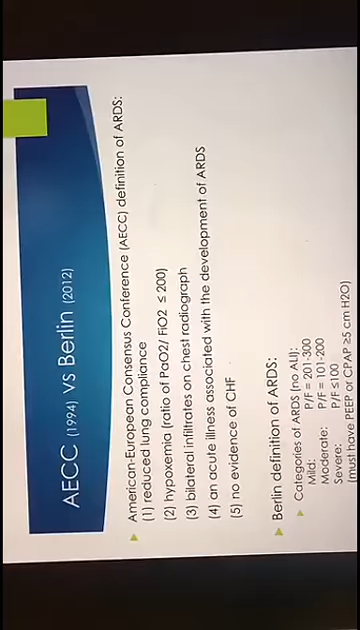 AECC (1994) vs Berlin (2012)
American-European Consensus Conference (AECC) definition of ARDS:
(1) reduced lung compliance
(2) hypoxemia (ratio of PaO2/ FiO2 ≤ 200)
(3) bilateral infiltrates on chest radiograph
(4) an acute illness associated with the development of ARDS
(5) no evidence of CHF
Berlin definition of ARDS:
Categories of ARDS (no ALI):
Mild: P/F = 201-300
Moderate: P/F = 101-200
Severe: P/F ≤100
(must have PEEP or CPAP ≥5 cm H2O)